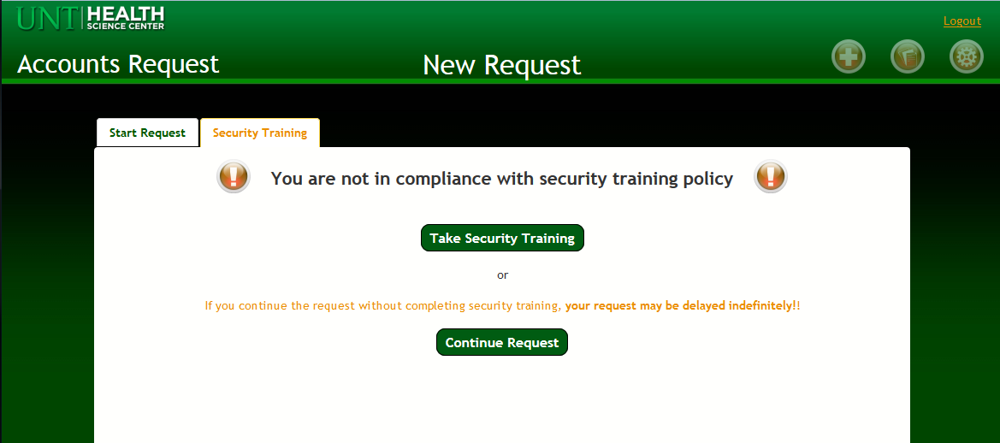 UNT HEALTH
SCIENCE CENTER
Logout
Accounts Request
New Request
Start Request
Security Training
You are not in compliance with security training policy
Take Security Training
or
If you continue the request without completing security training, your request may be delayed indefinitely!!
Continue Request